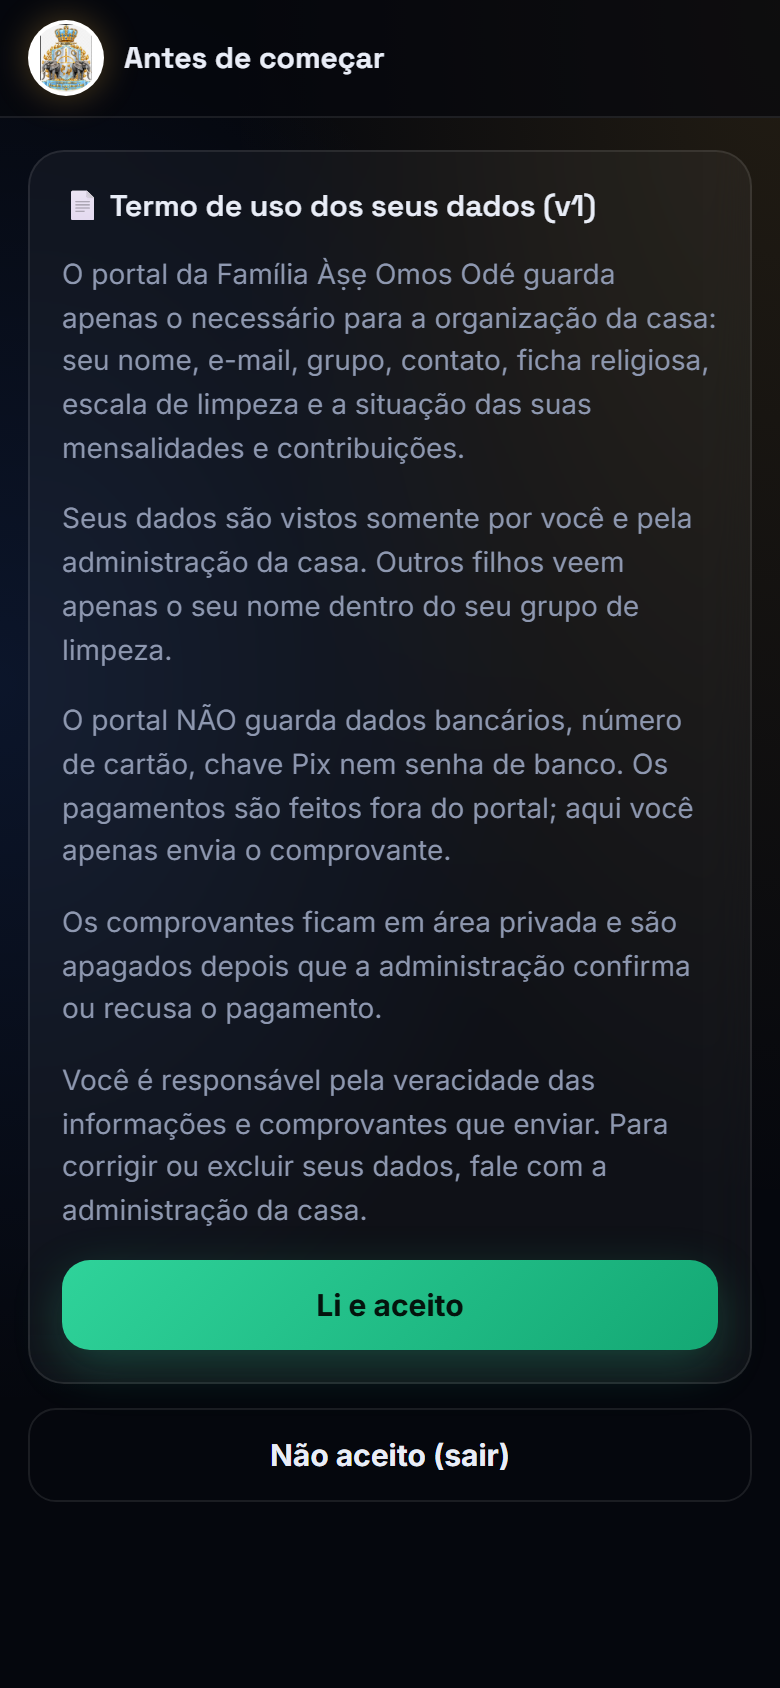 Antes de começar
Termo de uso dos seus dados (v1)
O portal da Família Àṣẹ Omos Odé guarda
apenas o necessário para a organização da casa:
seu nome, e-mail, grupo, contato, ficha religiosa,
escala de limpeza e a situação das suas
mensalidades e contribuições.
Seus dados são vistos somente por você e pela
administração da casa. Outros filhos veem
apenas o seu nome dentro do seu grupo de
limpeza.
O portal NÃO guarda dados bancários, número
de cartão, chave Pix nem senha de banco. Os
pagamentos são feitos fora do portal; aqui você
apenas envia o comprovante.
Os comprovantes ficam em área privada e são
apagados depois que a administração confirma
ou recusa o pagamento.
Você é responsável pela veracidade das
informações e comprovantes que enviar. Para
corrigir ou excluir seus dados, fale com a
administração da casa.
Li e aceito
Não aceito (sair)